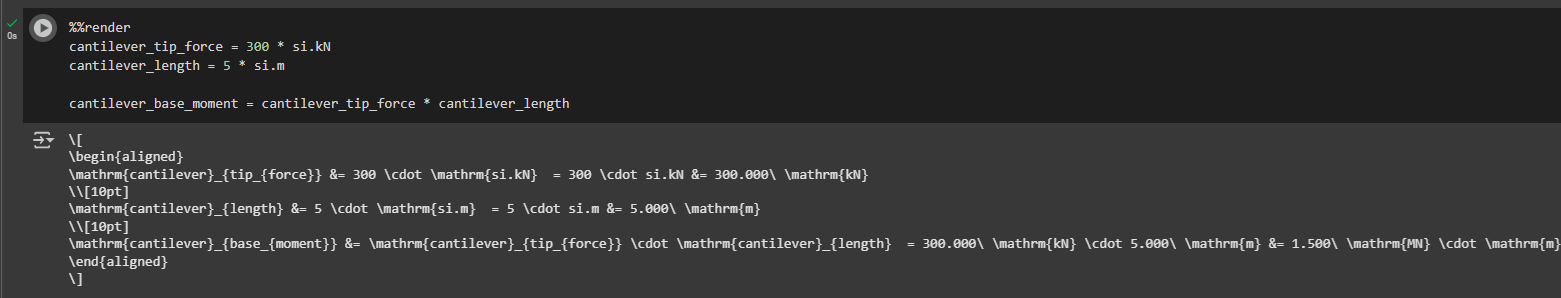 %%render
0s
cantilever_tip_force = 300 * si.kN
cantilever_length = 5 * si.m
cantilever_base_moment = cantilever_tip_force * cantilever_length
\[
\begin{aligned}
\mathrm{cantilever}_{tip_{force}} &= 300 \cdot \mathrm{si.kN}  = 300 \cdot si.kN &= 300.000\ \mathrm{kN}
\\[10pt]
\mathrm{cantilever}_{length} &= 5 \cdot \mathrm{si.m}  = 5 \cdot si.m &= 5.000\ \mathrm{m}
\\[10pt]
\mathrm{cantilever}_{base_{moment}} &= \mathrm{cantilever}_{tip_{force}} \cdot \mathrm{cantilever}_{length}  = 300.000\ \mathrm{kN} \cdot 5.000\ \mathrm{m} &= 1.500\ \mathrm{MN} \cdot \mathrm{m}
\end{aligned}
\]